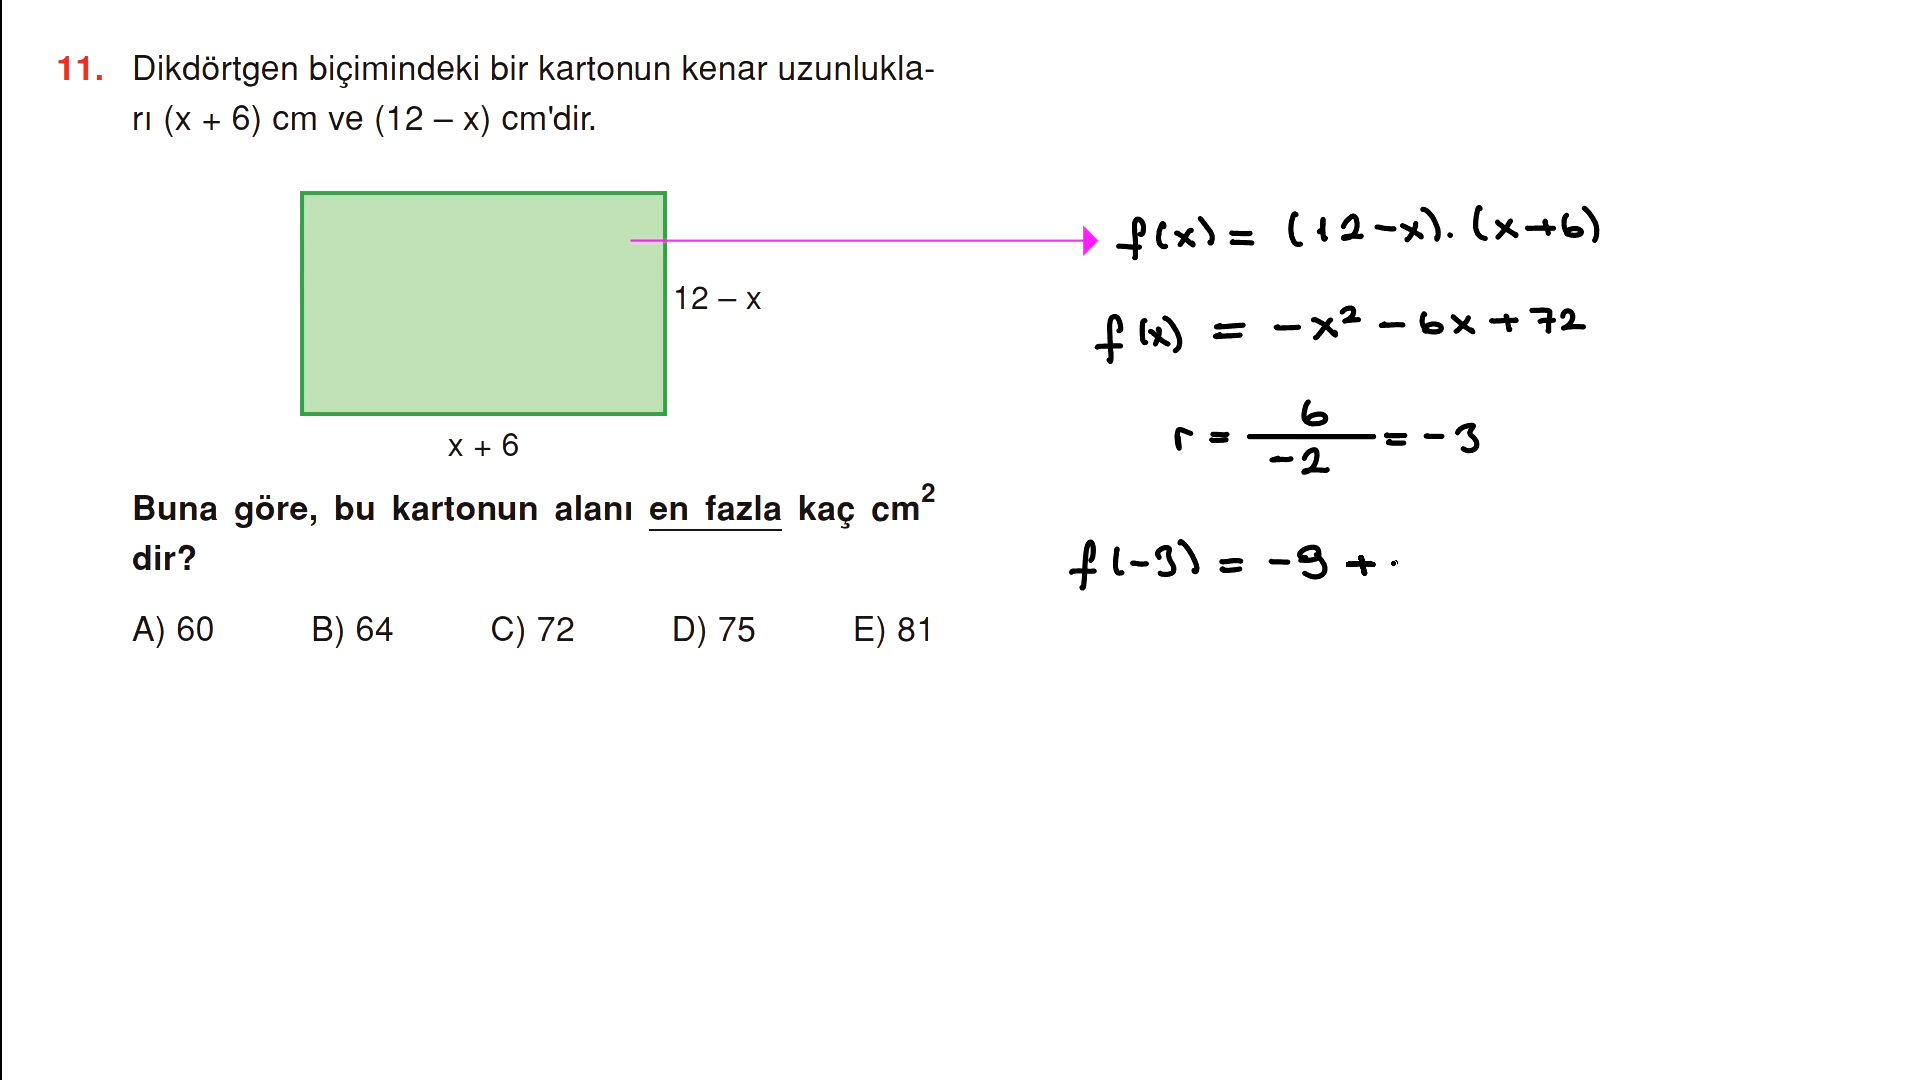 11. Dikdörtgen biçimindeki bir kartonun kenar uzunlukla-
rı (x + 6) cm ve (12 – x) cm'dir.
12 – x
x + 6
Buna göre, bu kartonun alanı en fazla kaç cm²
dir?
A) 60 B) 64 C) 72 D) 75 E) 81
f(x) = (12-x).(x+6)
f(x) = -x² - 6x + 72
r = 6/-2 = -3
f(-3) = -9 + .